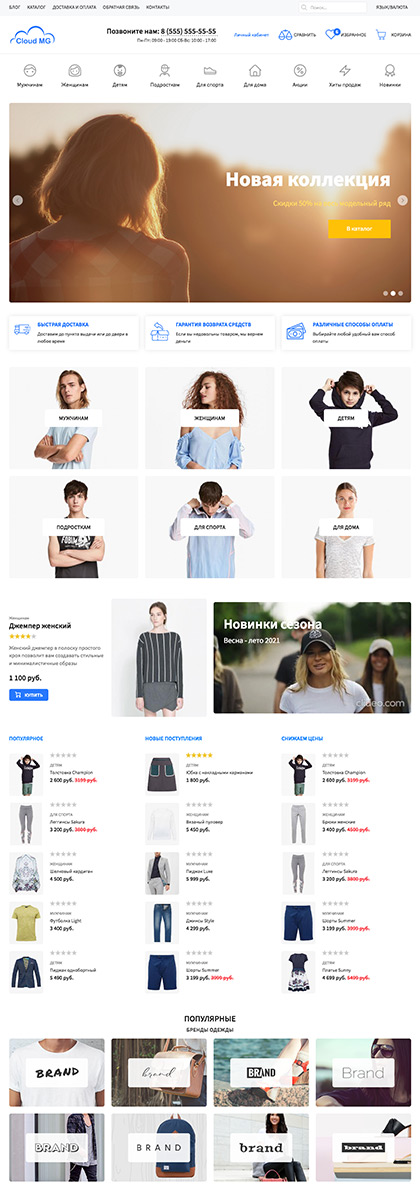 БЛОГ КАТАЛОГ ДОСТАВКА И ОПЛАТА ОБРАТНАЯ СВЯЗЬ КОНТАКТЫ Поиск... ЯЗЫК/ВАЛЮТА
Cloud MG
Позвоните нам: 8 (555) 555-55-55
Пн-Пт: 09:00 - 19:00 Сб-Вс: 10:00 - 17:00
Личный кабинет СРАВНИТЬ ИЗБРАННОЕ КОРЗИНА
Мужчинам Женщинам Детям Подросткам Для спорта Для дома Акции Хиты продаж Новинки
Новая коллекция
Скидки 50% на модельный ряд
В каталог
БЫСТРАЯ ДОСТАВКА
Доставим до пункта выдачи или до двери в
любое время
ГАРАНТИЯ ВОЗВРАТА СРЕДСТВ
Если вы недовольны товаром, мы вернем
деньги
РАЗЛИЧНЫЕ СПОСОБЫ ОПЛАТЫ
Выбирайте любой удобный вам способ
оплаты
МУЖЧИНАМ ЖЕНЩИНАМ ДЕТЯМ
ПОДРОСТКАМ ДЛЯ СПОРТА ДЛЯ ДОМА
Женщинам
Джемпер женский
Женский джемпер в полоску простого
кроя позволит вам создавать стильные
и минималистичные образы
1 100 руб.
КУПИТЬ
Новинки сезона
Весна - лето 2021
clideo.com
ПОПУЛЯРНОЕ
ДЕТЯМ
Толстовка Champion
2 600 руб. 3199 руб.
ДЛЯ СПОРТА
Леггинсы Sakura
3 200 руб. 3800 руб.
ЖЕНЩИНАМ
Шелковый кардиган
4 500 руб.
МУЖЧИНАМ
Футболка Light
3 400 руб.
ДЕТЯМ
Пиджак однобортный
5 490 руб.
НОВЫЕ ПОСТУПЛЕНИЯ
ДЕТЯМ
Юбка с накладными карманами
1 800 руб.
ЖЕНЩИНАМ
Вязаный пуловер
5 450 руб.
МУЖЧИНАМ
Пиджак Luxe
5 999 руб.
МУЖЧИНАМ
Джинсы Style
4 299 руб.
МУЖЧИНАМ
Шорты Summer
3 199 руб. 3999 руб.
СНИЖАЕМ ЦЕНЫ
ДЕТЯМ
Толстовка Champion
2 600 руб. 3199 руб.
ЖЕНЩИНАМ
Брюки женские
3 400 руб. 4500 руб.
ДЛЯ СПОРТА
Леггинсы Sakura
3 200 руб. 3800 руб.
МУЖЧИНАМ
Шорты Summer
3 199 руб. 3999 руб.
ДЕТЯМ
Платье Sunny
4 699 руб. 5499 руб.
ПОПУЛЯРНЫЕ
БРЕНДЫ ОДЕЖДЫ
BRAND brand BRAND Brand
BRAND BRAND brand brand